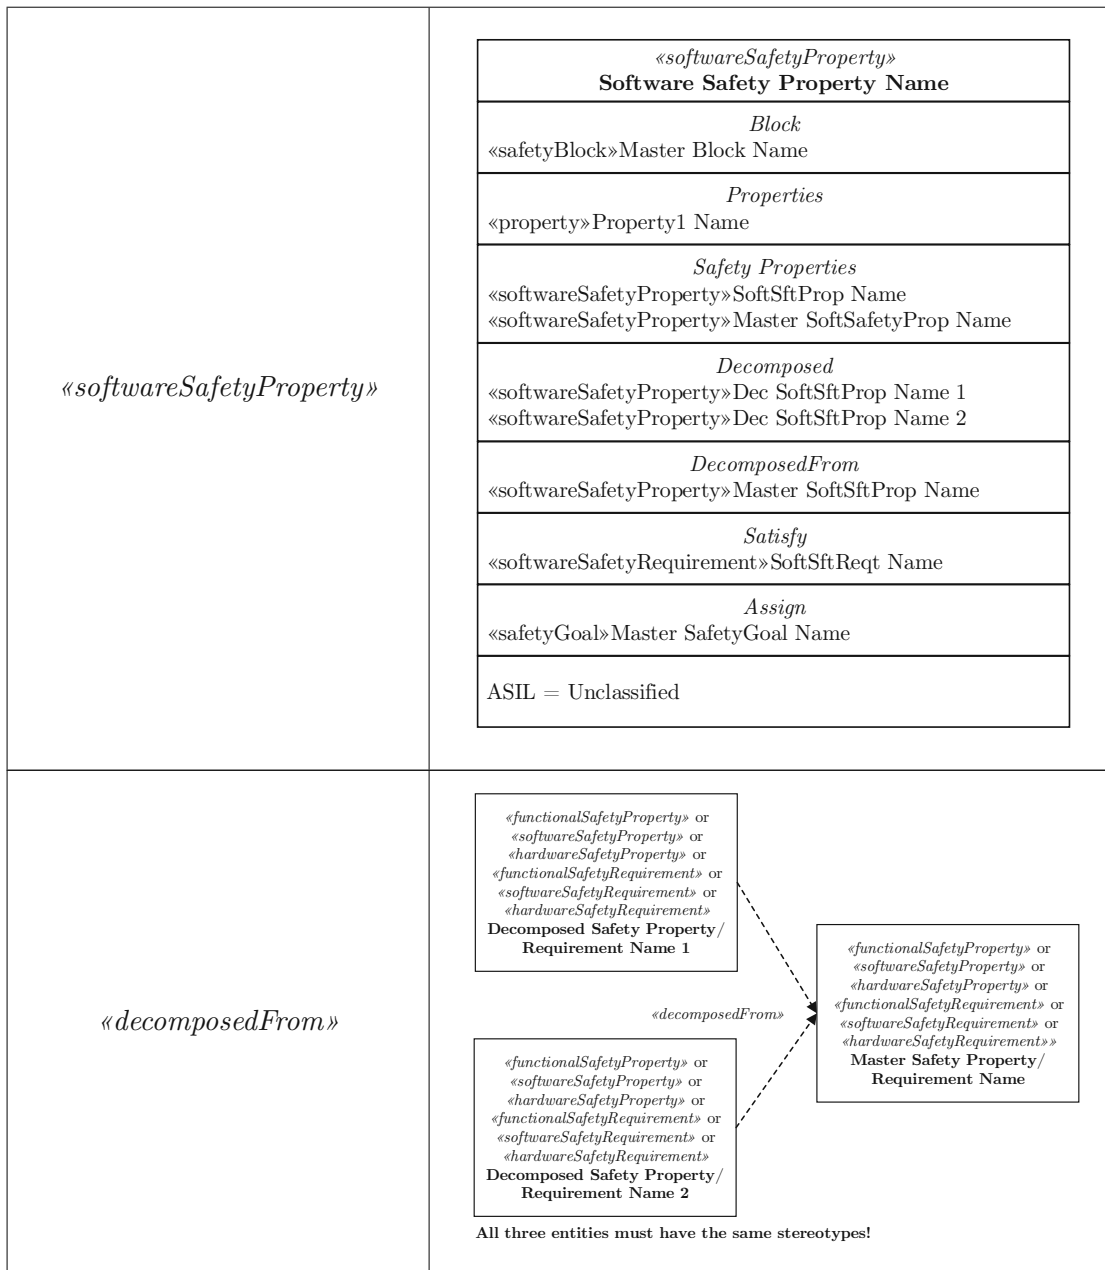 «softwareSafetyProperty»
«softwareSafetyProperty»
Software Safety Property Name
Block
«safetyBlock»Master Block Name
Properties
«property»Property1 Name
Safety Properties
«softwareSafetyProperty»SoftSftProp Name
«softwareSafetyProperty»Master SoftSafetyProp Name
Decomposed
«softwareSafetyProperty»Dec SoftSftProp Name 1
«softwareSafetyProperty»Dec SoftSftProp Name 2
DecomposedFrom
«softwareSafetyProperty»Master SoftSftProp Name
Satisfy
«softwareSafetyRequirement»SoftSftReqt Name
Assign
«safetyGoal»Master SafetyGoal Name
ASIL = Unclassified
«decomposedFrom»
«functionalSafetyProperty» or
«softwareSafetyProperty» or
«hardwareSafetyProperty» or
«functionalSafetyRequirement» or
«softwareSafetyRequirement» or
«hardwareSafetyRequirement»
Decomposed Safety Property/
Requirement Name 1
«decomposedFrom»
«functionalSafetyProperty» or
«softwareSafetyProperty» or
«hardwareSafetyProperty» or
«functionalSafetyRequirement» or
«softwareSafetyRequirement» or
«hardwareSafetyRequirement»»
Master Safety Property/
Requirement Name
«functionalSafetyProperty» or
«softwareSafetyProperty» or
«hardwareSafetyProperty» or
«functionalSafetyRequirement» or
«softwareSafetyRequirement» or
«hardwareSafetyRequirement»
Decomposed Safety Property/
Requirement Name 2
All three entities must have the same stereotypes!